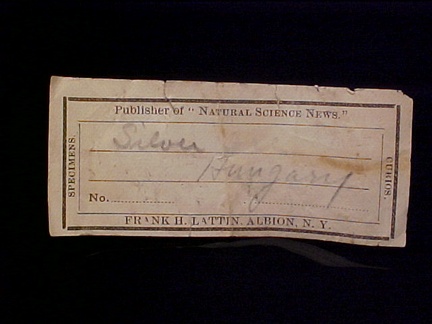 Publisher of "NATURAL SCIENCE NEWS."
SPECIMENS.
Silver
Hungary
CURIOS.
No.
FRANK H. LATTIN, ALBION, N. Y.